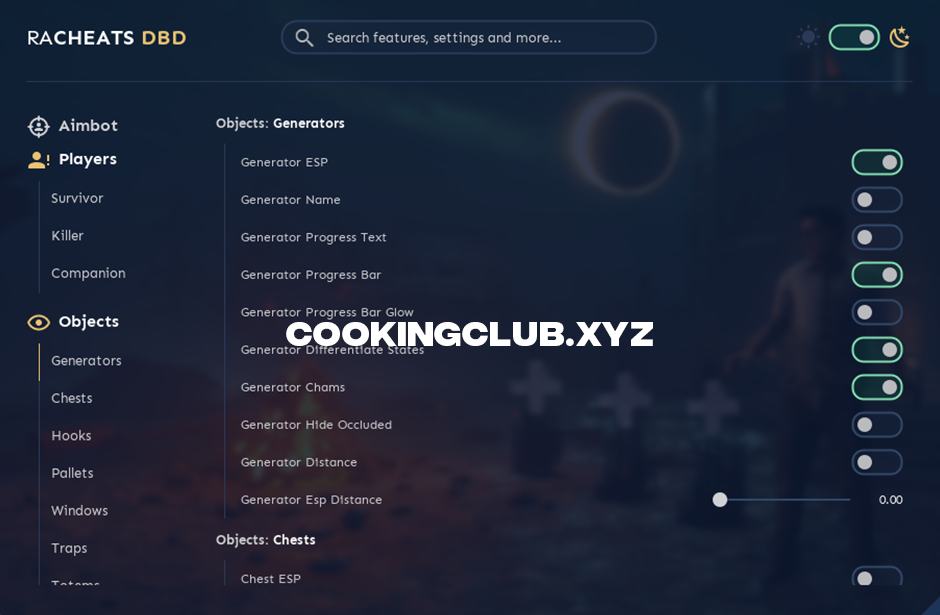 RACHEATS DBD
Search features, settings and more...
Aimbot
Players
Survivor
Killer
Companion
Objects
Generators
Chests
Hooks
Pallets
Windows
Traps
Totems
Objects: Generators
Generator ESP
Generator Name
Generator Progress Text
Generator Progress Bar
Generator Progress Bar Glow
COOKINGCLUB.XYZ
Generator Differentiate States
Generator Chams
Generator Hide Occluded
Generator Distance
Generator Esp Distance 0.00
Objects: Chests
Chest ESP